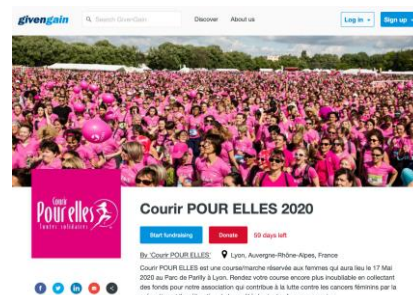 givengain
Search GivenGain
Discover
About us
Log in
Sign up
Courir
Pour elles
Toutes solidaires
Courir POUR ELLES 2020
Start fundraising
Donate
59 days left
By 'Courir POUR ELLES'
Lyon, Auvergne-Rhône-Alpes, France
Courir POUR ELLES est une course/marche réservée aux femmes qui aura lieu le 17 Mai
2020 au Parc de Parilly à Lyon. Rendez votre course encore plus inoubliable en collectant
des fonds pour notre association qui contribue à la lutte contre les cancers féminins par la